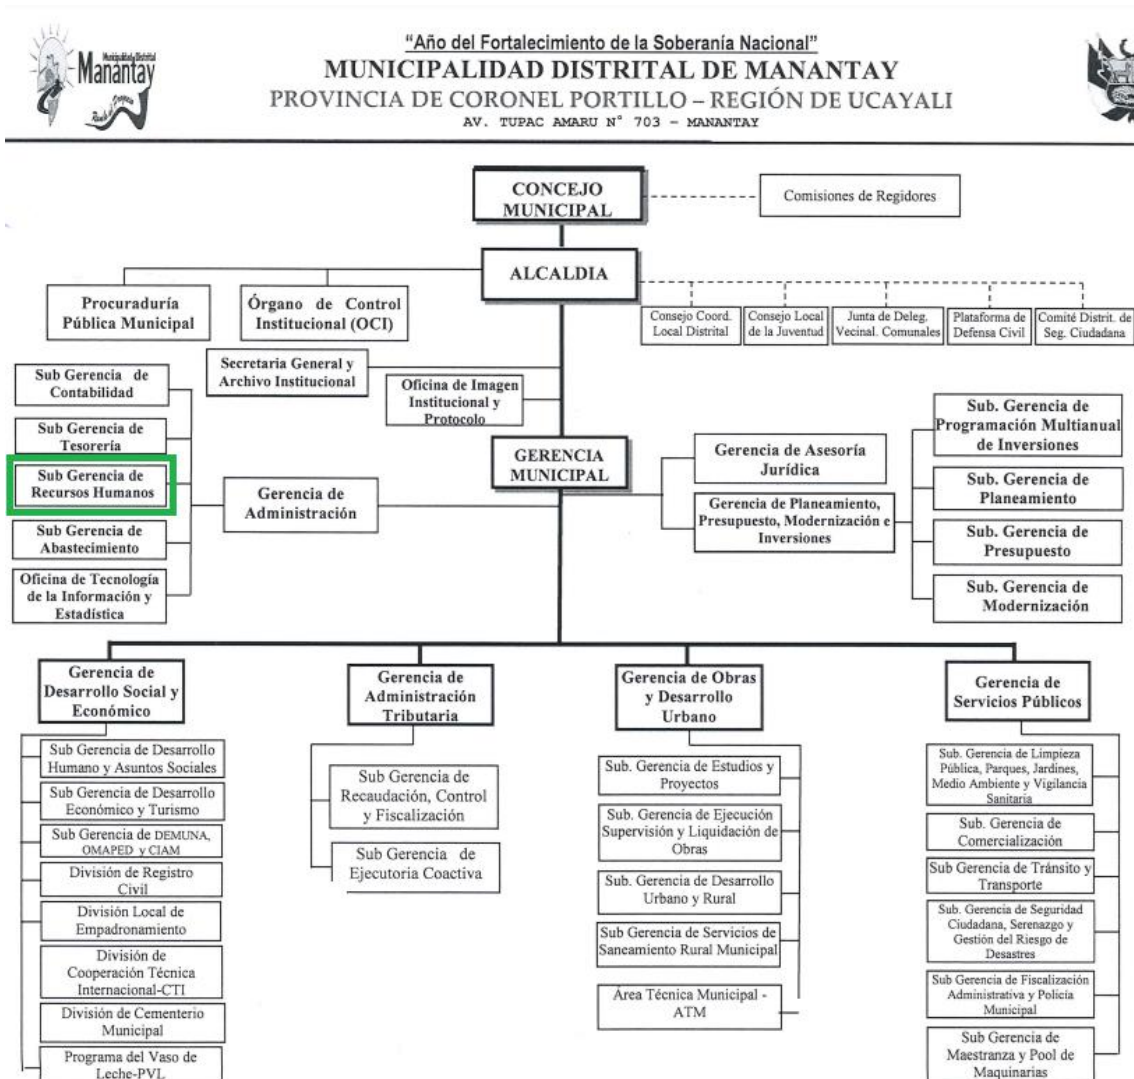 Municipalidad Distrital
Manantay
"Año del Fortalecimiento de la Soberanía Nacional"
MUNICIPALIDAD DISTRITAL DE MANANTAY
PROVINCIA DE CORONEL PORTILLO – REGIÓN DE UCAYALI
AV. TUPAC AMARU N° 703 – MANANTAY
CONCEJO
MUNICIPAL
Comisiones de Regidores
ALCALDIA
Procuraduría
Pública Municipal
Órgano de Control
Institucional (OCI)
Consejo Coord.
Local Distrital
Consejo Local
de la Juventud
Junta de Deleg.
Vecinal. Comunales
Plataforma de
Defensa Civil
Comité Distrit. de
Seg. Ciudadana
Secretaria General y
Archivo Institucional
Oficina de Imagen
Institucional y
Protocolo
Sub Gerencia de
Contabilidad
Sub Gerencia de
Tesorería
Sub Gerencia de
Recursos Humanos
Sub Gerencia de
Abastecimiento
Oficina de Tecnología
de la Información y
Estadística
Gerencia de
Administración
GERENCIA
MUNICIPAL
Gerencia de Asesoría
Jurídica
Gerencia de Planeamiento,
Presupuesto, Modernización e
Inversiones
Sub. Gerencia de
Programación Multianual
de Inversiones
Sub. Gerencia de
Planeamiento
Sub. Gerencia de
Presupuesto
Sub. Gerencia de
Modernización
Gerencia de
Desarrollo Social y
Económico
Sub Gerencia de Desarrollo
Humano y Asuntos Sociales
Sub Gerencia de Desarrollo
Económico y Turismo
Sub Gerencia de DEMUNA,
OMAPED y CIAM
División de Registro
Civil
División Local de
Empadronamiento
División de
Cooperación Técnica
Internacional-CTI
División de Cementerio
Municipal
Programa del Vaso de
Leche-PVL
Gerencia de
Administración
Tributaria
Sub Gerencia de
Recaudación, Control
y Fiscalización
Sub Gerencia de
Ejecutoria Coactiva
Gerencia de Obras
y Desarrollo
Urbano
Sub. Gerencia de Estudios y
Proyectos
Sub. Gerencia de Ejecución
Supervisión y Liquidación de
Obras
Sub. Gerencia de Desarrollo
Urbano y Rural
Sub Gerencia de Servicios de
Saneamiento Rural Municipal
Área Técnica Municipal -
ATM
Gerencia de
Servicios Públicos
Sub. Gerencia de Limpieza
Pública, Parques, Jardines,
Medio Ambiente y Vigilancia
Sanitaria
Sub. Gerencia de
Comercialización
Sub Gerencia de Tránsito y
Transporte
Sub. Gerencia de Seguridad
Ciudadana, Serenazgo y
Gestión del Riesgo de
Desastres
Sub Gerencia de Fiscalización
Administrativa y Policía
Municipal
Sub Gerencia de
Maestranza y Pool de
Maquinarias